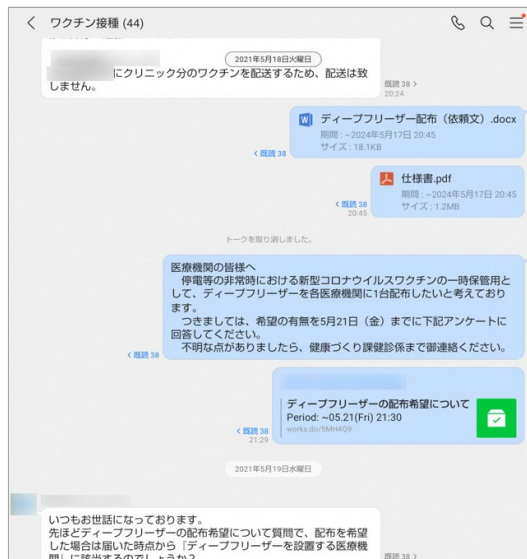 ワクチン接種 (44)
2021年5月18日火曜日
にクリニック分のワクチンを配送するため、配送は致
しません。
既読 38 >
20:24
ディープフリーザー配布（依頼文）.docx
期間 : ~2024年5月17日 20:45
サイズ : 18.1KB
< 既読 38
仕様書.pdf
期間 : ~2024年5月17日 20:45
サイズ : 1.2MB
< 既読 38
20:45
トークを取り消しました。
医療機関の皆様へ
停電等の非常時における新型コロナウイルスワクチンの一時保管用と
して、ディープフリーザーを各医療機関に1台配布したいと考えており
ます。
つきましては、希望の有無を5月21日（金）までに下記アンケートに
回答してください。
不明な点がありましたら、健康づくり課健診係まで御連絡ください。
< 既読 38
ディープフリーザーの配布希望について
Period: ~05.21(Fri) 21:30
works.do/5MH4Q9
< 既読 38
21:29
2021年5月19日水曜日
いつもお世話になっております。
先ほどディープフリーザーの配布希望について質問で、配布を希望
した場合は届いた時点から『ディープフリーザーを設置する医療機
関』に該当するのでしょうか？
既読 38 >